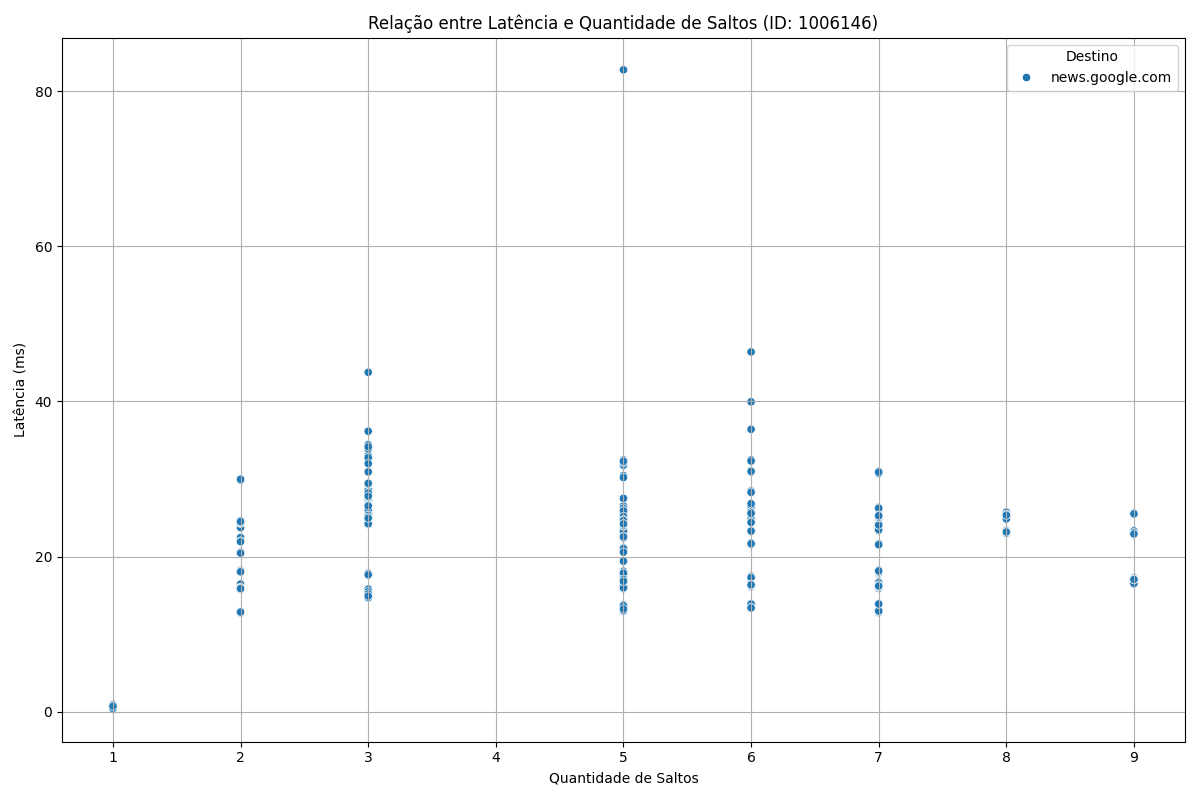 Relação entre Latência e Quantidade de Saltos (ID: 1006146)
Destino
news.google.com
80
60
40
20
0
Latência (ms)
1 2 3 4 5 6 7 8 9
Quantidade de Saltos